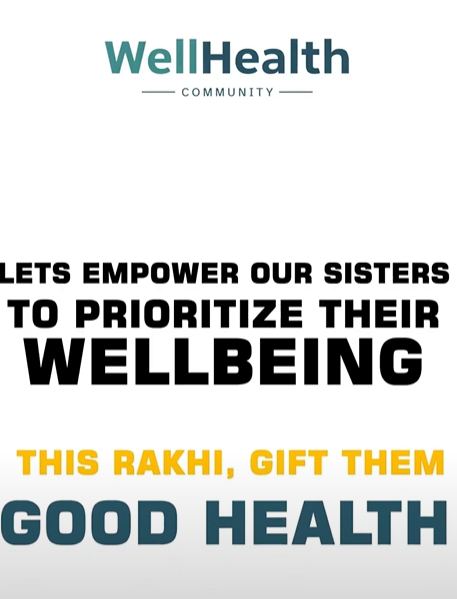 WellHealth
COMMUNITY
LETS EMPOWER OUR SISTERS
TO PRIORITIZE THEIR
WELLBEING
THIS RAKHI, GIFT THEM
GOOD HEALTH